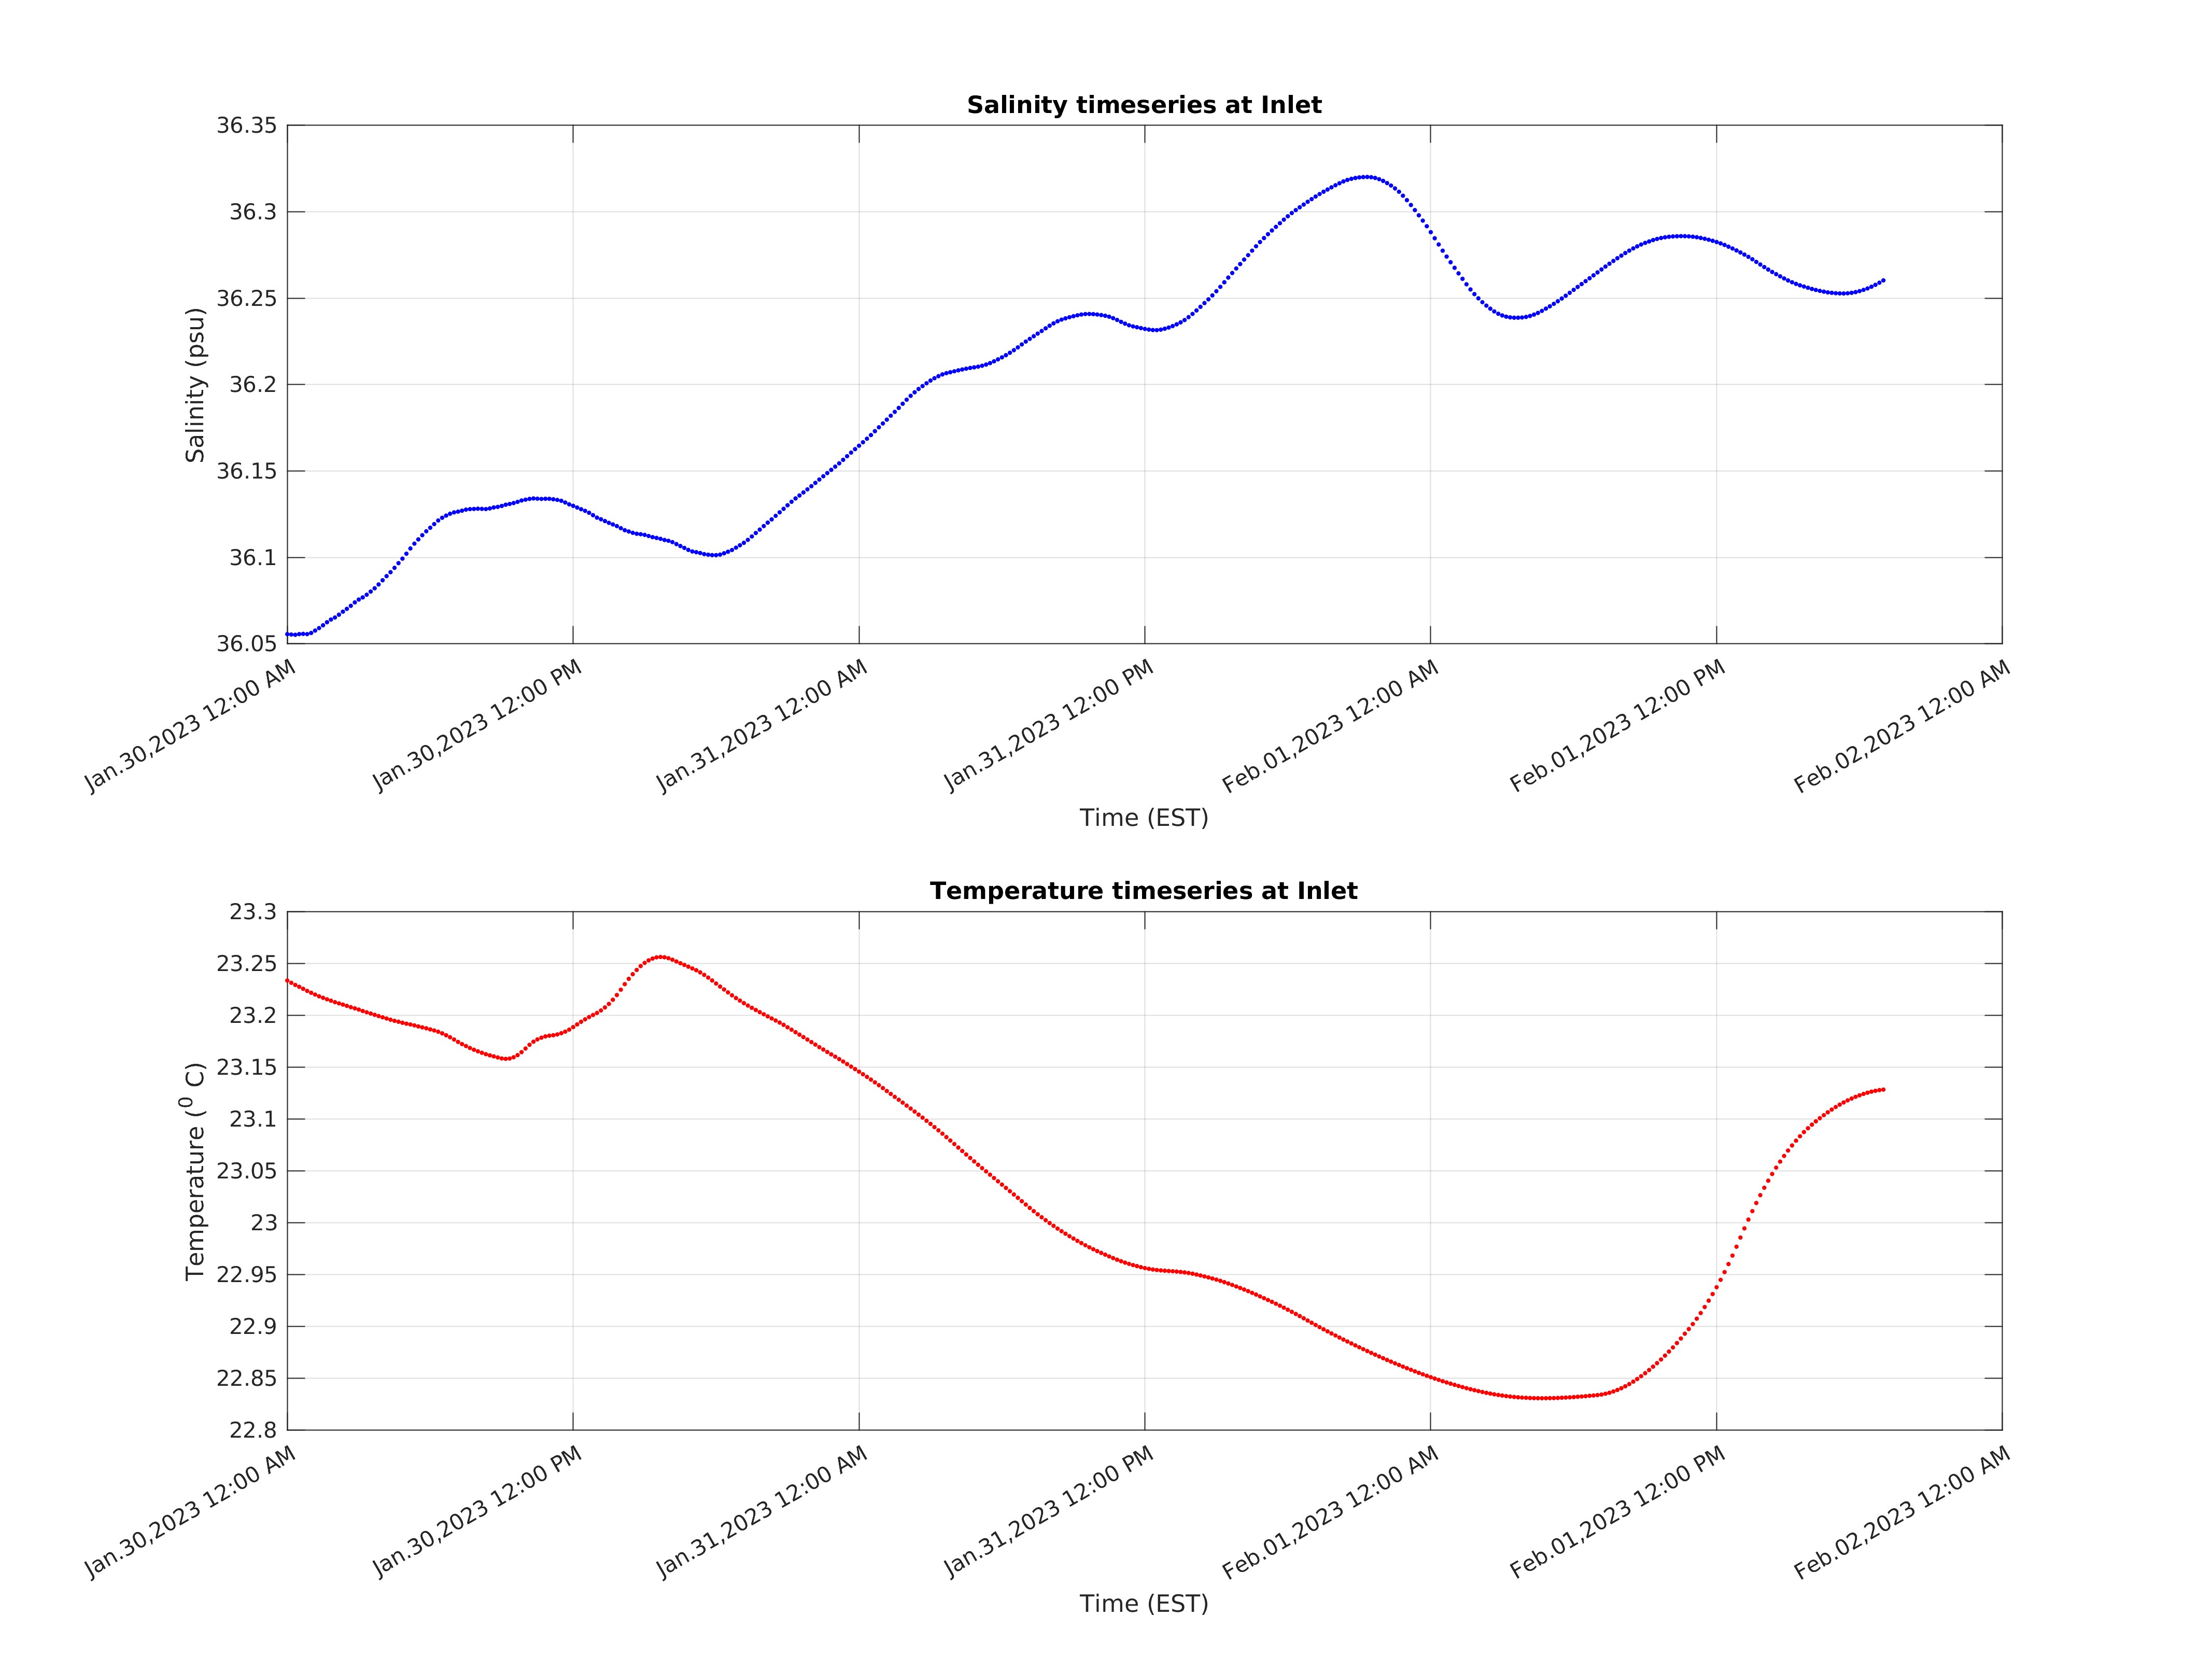 Salinity timeseries at Inlet
36.35
36.3
36.25
36.2
36.15
36.1
36.05
Salinity (psu)
Jan.30,2023 12:00 AM
Jan.30,2023 12:00 PM
Jan.31,2023 12:00 AM
Jan.31,2023 12:00 PM
Feb.01,2023 12:00 AM
Feb.01,2023 12:00 PM
Feb.02,2023 12:00 AM
Time (EST)
Temperature timeseries at Inlet
23.3
23.25
23.2
23.15
23.1
23.05
23
22.95
22.9
22.85
22.8
Temperature (⁰ C)
Jan.30,2023 12:00 AM
Jan.30,2023 12:00 PM
Jan.31,2023 12:00 AM
Jan.31,2023 12:00 PM
Feb.01,2023 12:00 AM
Feb.01,2023 12:00 PM
Feb.02,2023 12:00 AM
Time (EST)